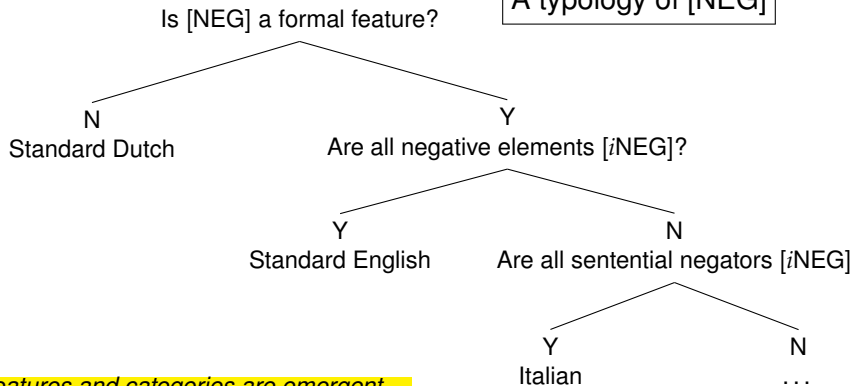 A typology of [NEG]
Is [NEG] a formal feature?
N
Y
Standard Dutch
Are all negative elements [iNEG]?
Y
N
Standard English
Are all sentential negators [iNEG]
Y
N
Italian
...
features and categories are emergent